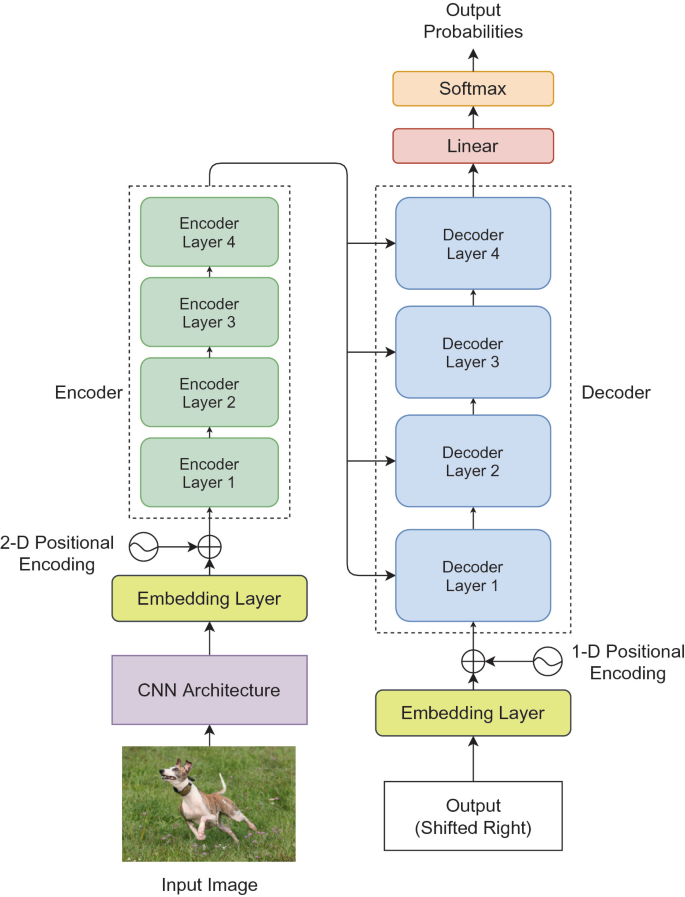 Output
Probabilities
Softmax
Linear
Encoder
Layer 4
Encoder
Layer 3
Encoder
Layer 2
Encoder
Layer 1
Encoder
2-D Positional
Encoding
Embedding Layer
CNN Architecture
Input Image
Decoder
Layer 4
Decoder
Layer 3
Decoder
Layer 2
Decoder
Layer 1
Decoder
1-D Positional
Encoding
Embedding Layer
Output
(Shifted Right)